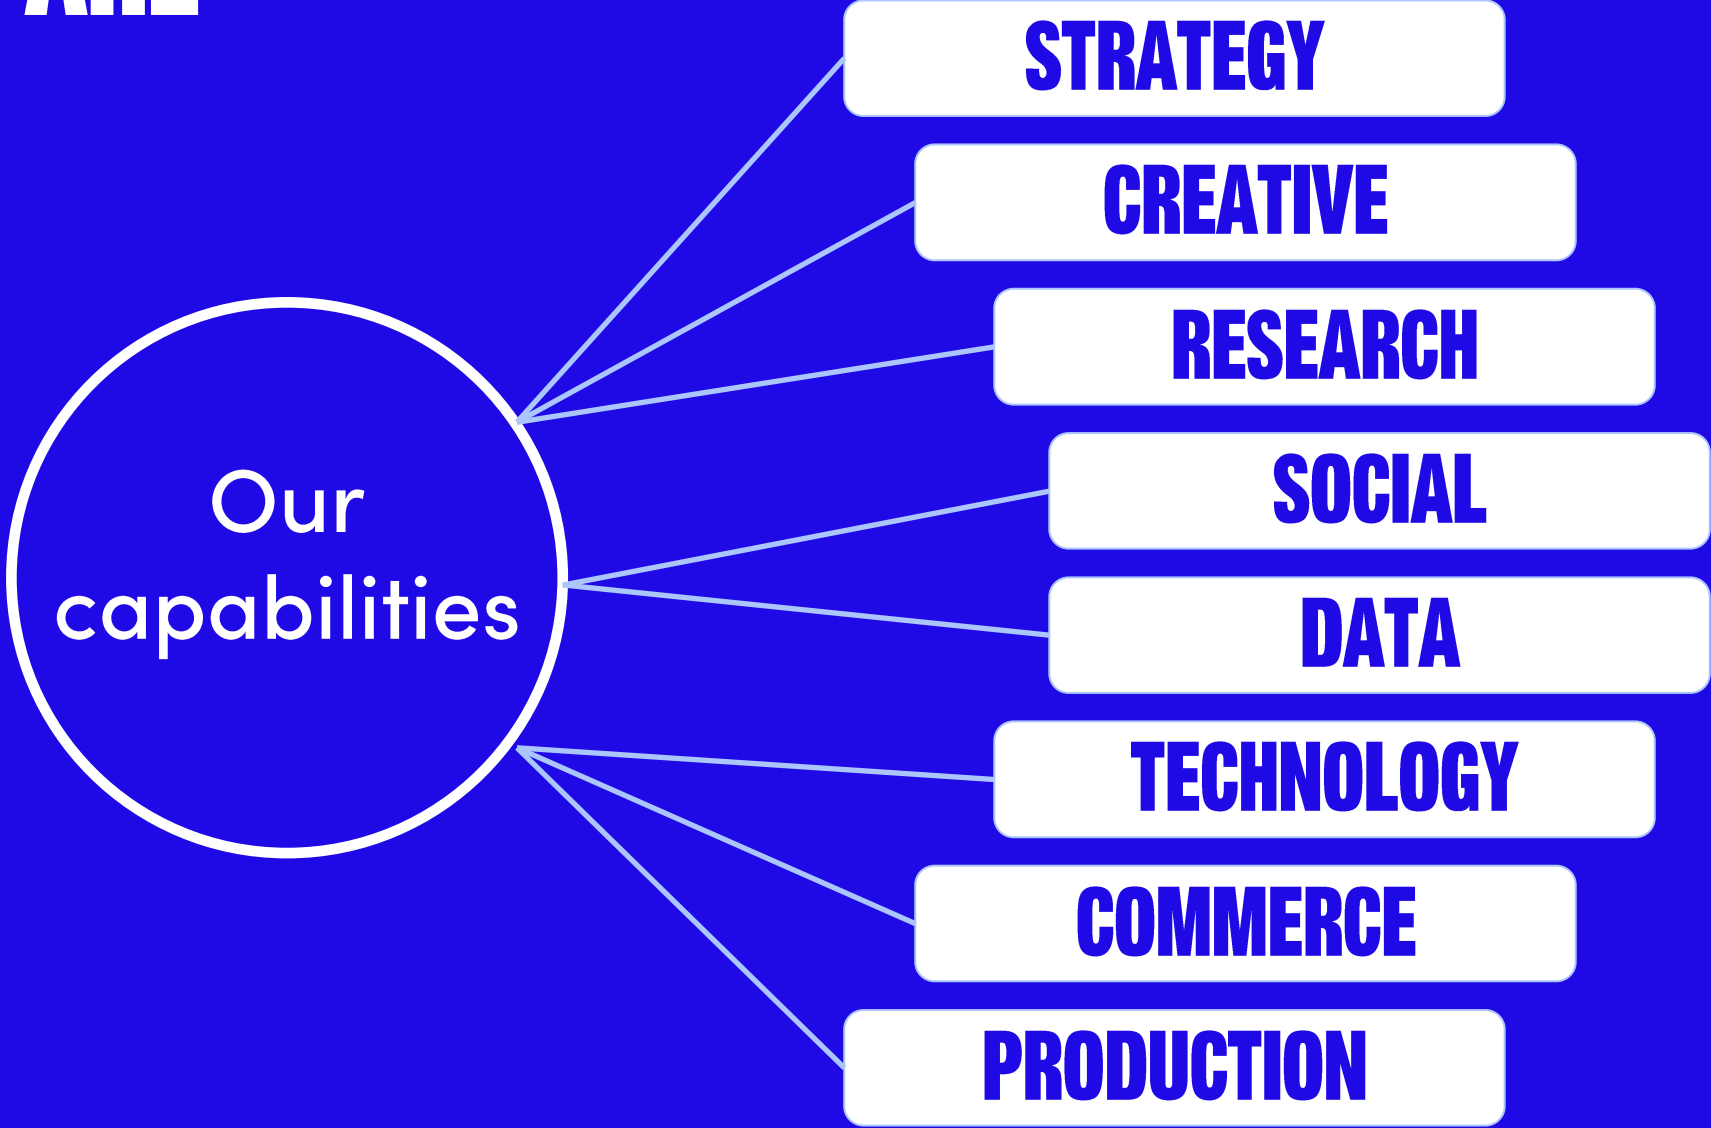 Our
capabilities
STRATEGY
CREATIVE
RESEARCH
SOCIAL
DATA
TECHNOLOGY
COMMERCE
PRODUCTION